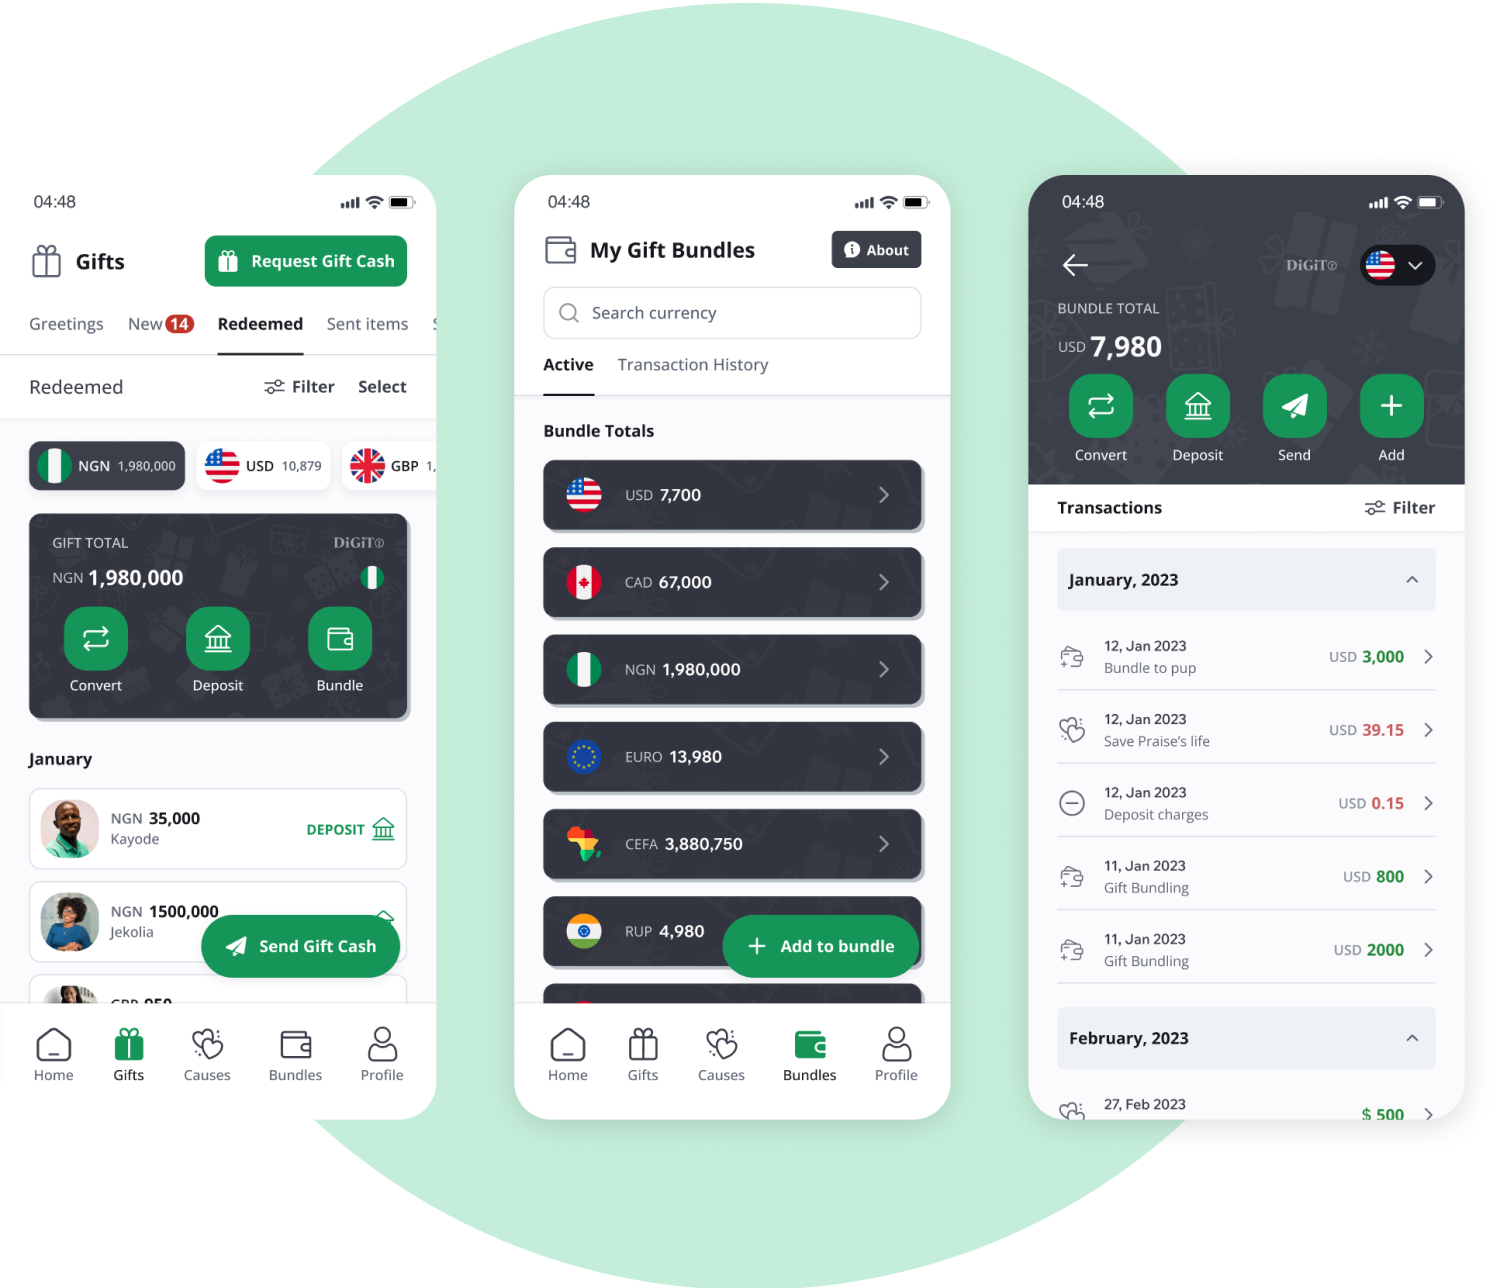 04:48
Gifts
Request Gift Cash
Greetings New 14 Redeemed Sent items
Redeemed Filter Select
NGN 1,980,000 USD 10,879 GBP 1,
GIFT TOTAL DiGiT
NGN 1,980,000
Convert Deposit Bundle
January
NGN 35,000
Kayode
DEPOSIT
NGN 1500,000
Jekolia
Send Gift Cash
Home Gifts Causes Bundles Profile
04:48
My Gift Bundles
About
Search currency
Active Transaction History
Bundle Totals
USD 7,700
CAD 67,000
NGN 1,980,000
EURO 13,980
CEFA 3,880,750
RUP 4,980
Add to bundle
Home Gifts Causes Bundles Profile
04:48
DiGiT
BUNDLE TOTAL
USD 7,980
Convert Deposit Send Add
Transactions Filter
January, 2023
12, Jan 2023
Bundle to pup
USD 3,000
12, Jan 2023
Save Praise's life
USD 39.15
12, Jan 2023
Deposit charges
USD 0.15
11, Jan 2023
Gift Bundling
USD 800
11, Jan 2023
Gift Bundling
USD 2000
February, 2023
27, Feb 2023
$ 500